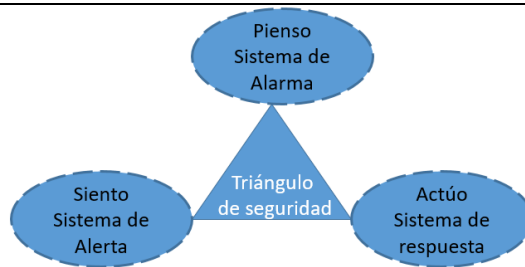 Pienso
Sistema de
Alarma
Triángulo
de seguridad
Siento
Sistema de
Alerta
Actúo
Sistema de
respuesta